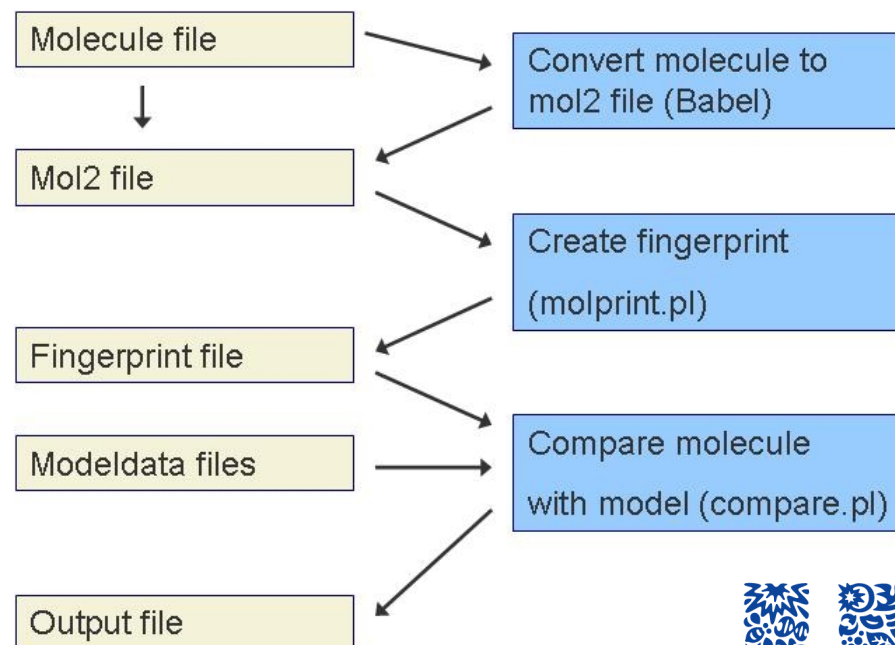 Molecule file
Convert molecule to
mol2 file (Babel)
Mol2 file
Create fingerprint
(molprint.pl)
Fingerprint file
Modeldata files
Compare molecule
with model (compare.pl)
Output file